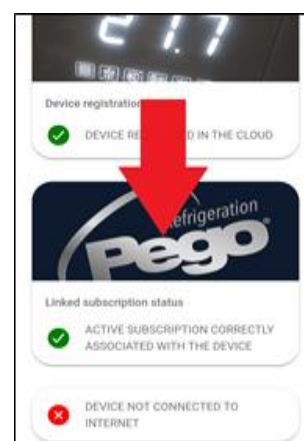 21.7
Device registration
DEVICE RE D IN THE CLOUD
Refrigeration
Pego
Linked subscription status
ACTIVE SUBSCRIPTION CORRECTLY
ASSOCIATED WITH THE DEVICE
DEVICE NOT CONNECTED TO
INTERNET